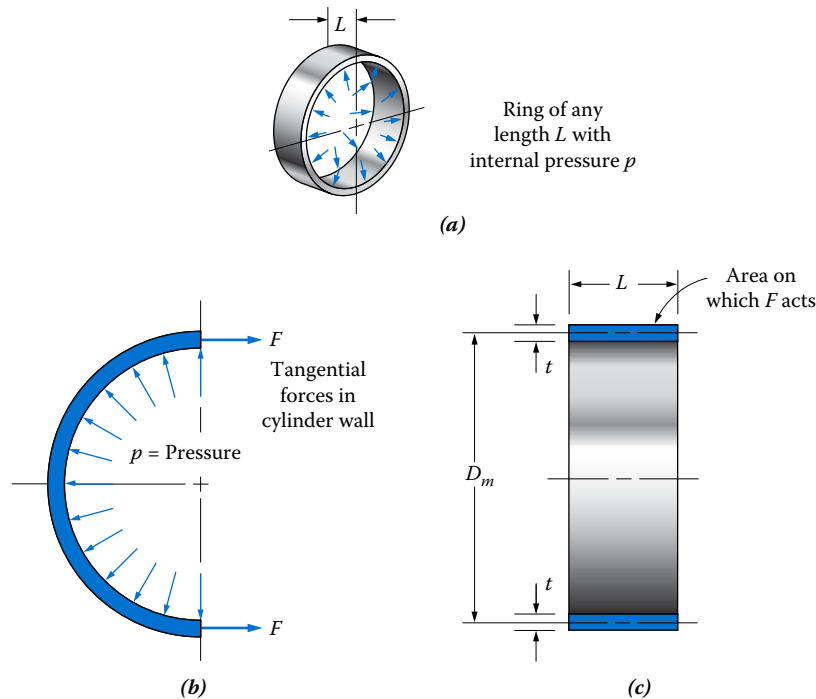 L
Ring of any
length L with
internal pressure p
(a)
F
Tangential
forces in
cylinder wall
p = Pressure
F
(b)
L
Area on
which F acts
t
D_m
t
(c)